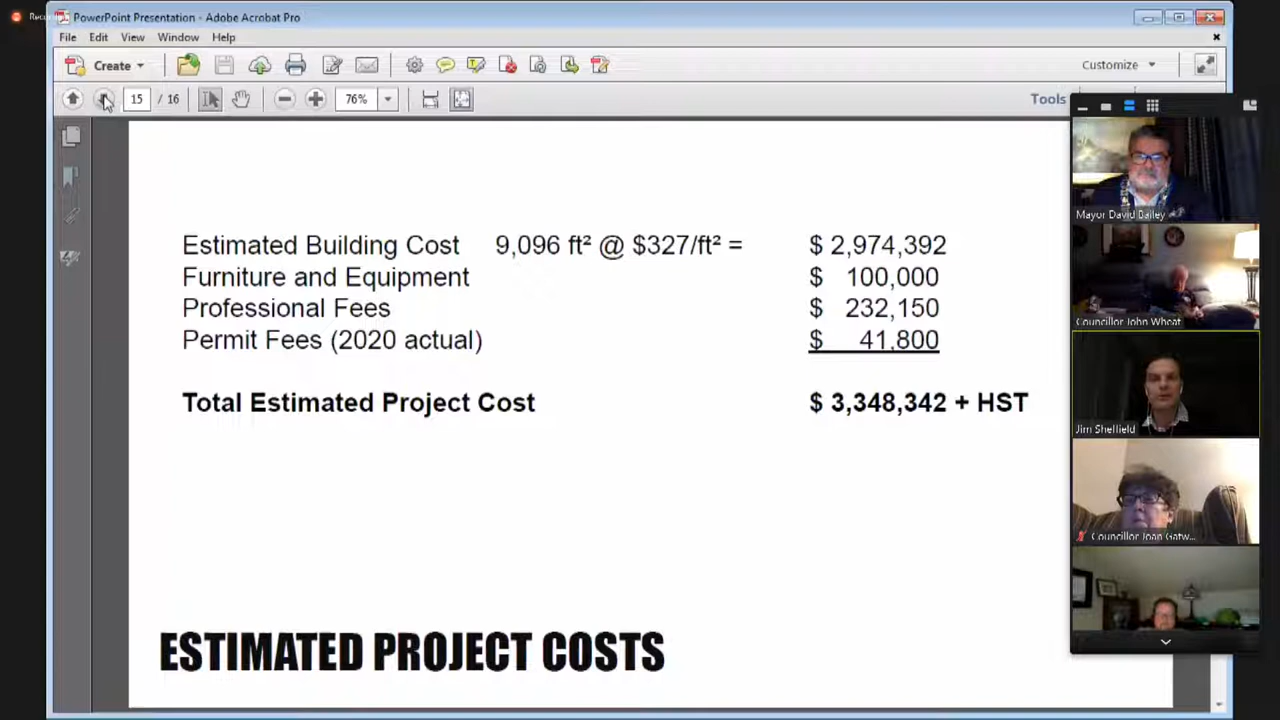 PowerPoint Presentation - Adobe Acrobat Pro
File Edit View Window Help
Create
Customize
15 / 16
76%
Tools
Estimated Building Cost 9,096 ft² @ $327/ft² = $ 2,974,392
Furniture and Equipment $ 100,000
Professional Fees $ 232,150
Permit Fees (2020 actual) $ 41,800
Total Estimated Project Cost $ 3,348,342 + HST
ESTIMATED PROJECT COSTS
Mayor David Bailey
Councillor John Wheat
Jim Sheffield
Councillor Joan Gatw...